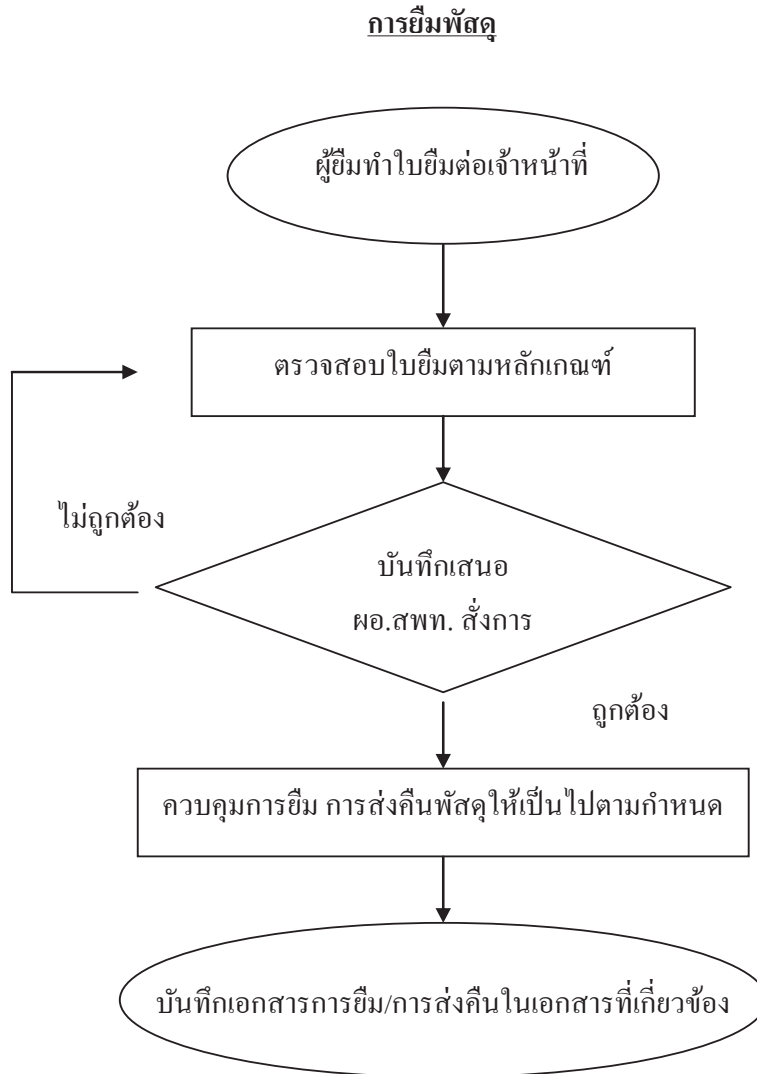 การยืมพัสดุ
ผู้ยืมทำใบยืมต่อเจ้าหน้าที่
ตรวจสอบใบยืมตามหลักเกณฑ์
ไม่ถูกต้อง
บันทึกเสนอ
ผอ.สพท. สั่งการ
ถูกต้อง
ควบคุมการยืม การส่งคืนพัสดุให้เป็นไปตามกำหนด
บันทึกเอกสารการยืม/การส่งคืนในเอกสารที่เกี่ยวข้อง